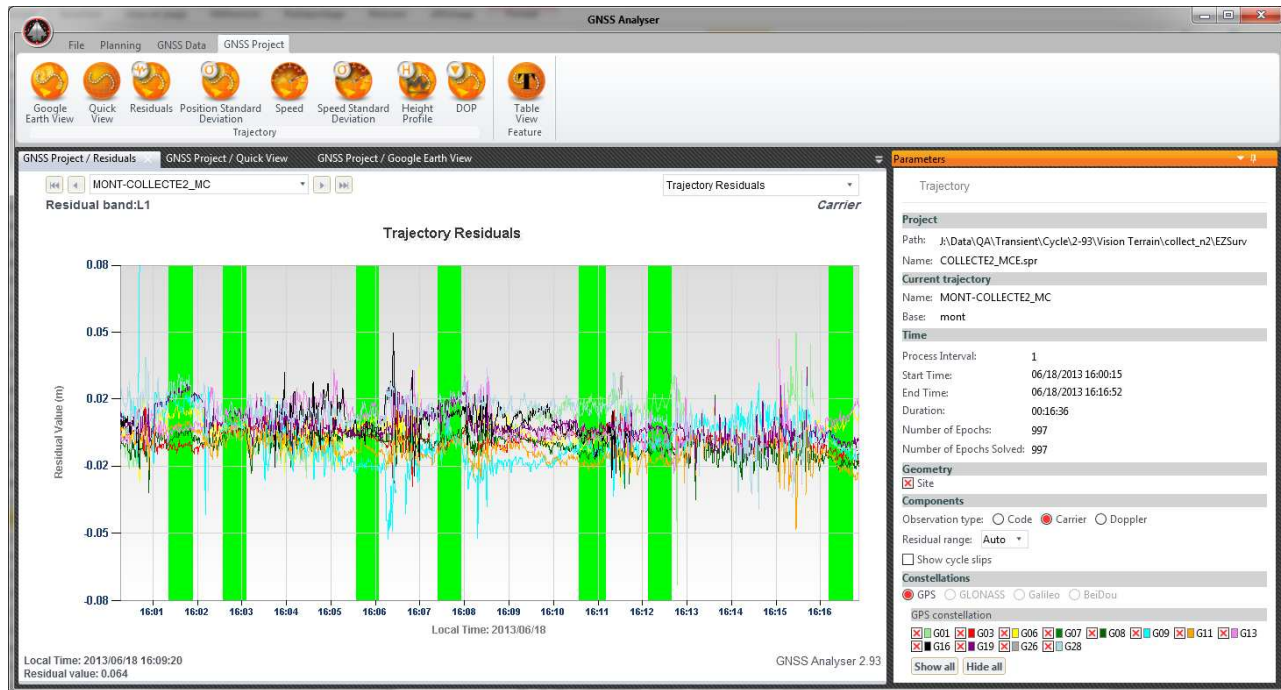 GNSS Analyser
File Planning GNSS Data GNSS Project
Google Earth View
Quick View
Residuals
Position Standard Deviation
Speed
Speed Standard Deviation
Height Profile
DOP
Table View
Trajectory
Feature
GNSS Project / Residuals GNSS Project / Quick View GNSS Project / Google Earth View
MONT-COLLECTE2_MC
Trajectory Residuals
Residual band:L1
Carrier
Trajectory Residuals
Residual Value (m)
0.08
0.05
0.02
-0.02
-0.05
-0.08
16:01 16:02 16:03 16:04 16:05 16:06 16:07 16:08 16:09 16:10 16:11 16:12 16:13 16:14 16:15 16:16
Local Time: 2013/06/18
Local Time: 2013/06/18 16:09:20
Residual value: 0.064
GNSS Analyser 2.93
Parameters
Trajectory
Project
Path: J:\Data\QA\Transient\Cycle\2-93\Vision Terrain\collect_n2\EZSurv
Name: COLLECTE2_MCE.spr
Current trajectory
Name: MONT-COLLECTE2_MC
Base: mont
Time
Process Interval: 1
Start Time: 06/18/2013 16:00:15
End Time: 06/18/2013 16:16:52
Duration: 00:16:36
Number of Epochs: 997
Number of Epochs Solved: 997
Geometry
Site
Components
Observation type: Code Carrier Doppler
Residual range: Auto
Show cycle slips
Constellations
GPS GLONASS Galileo BeiDou
GPS constellation
G01 G03 G06 G07 G08 G09 G11 G13
G16 G19 G26 G28
Show all Hide all